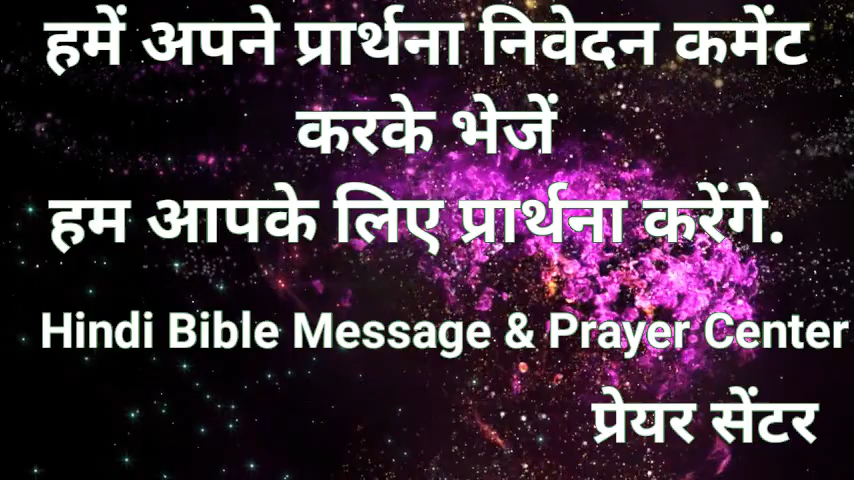 हमें अपने प्रार्थना निवेदन कमेंट
करके भेजें
हम आपके लिए प्रार्थना करेंगे.
Hindi Bible Message & Prayer Center
प्रेयर सेंटर